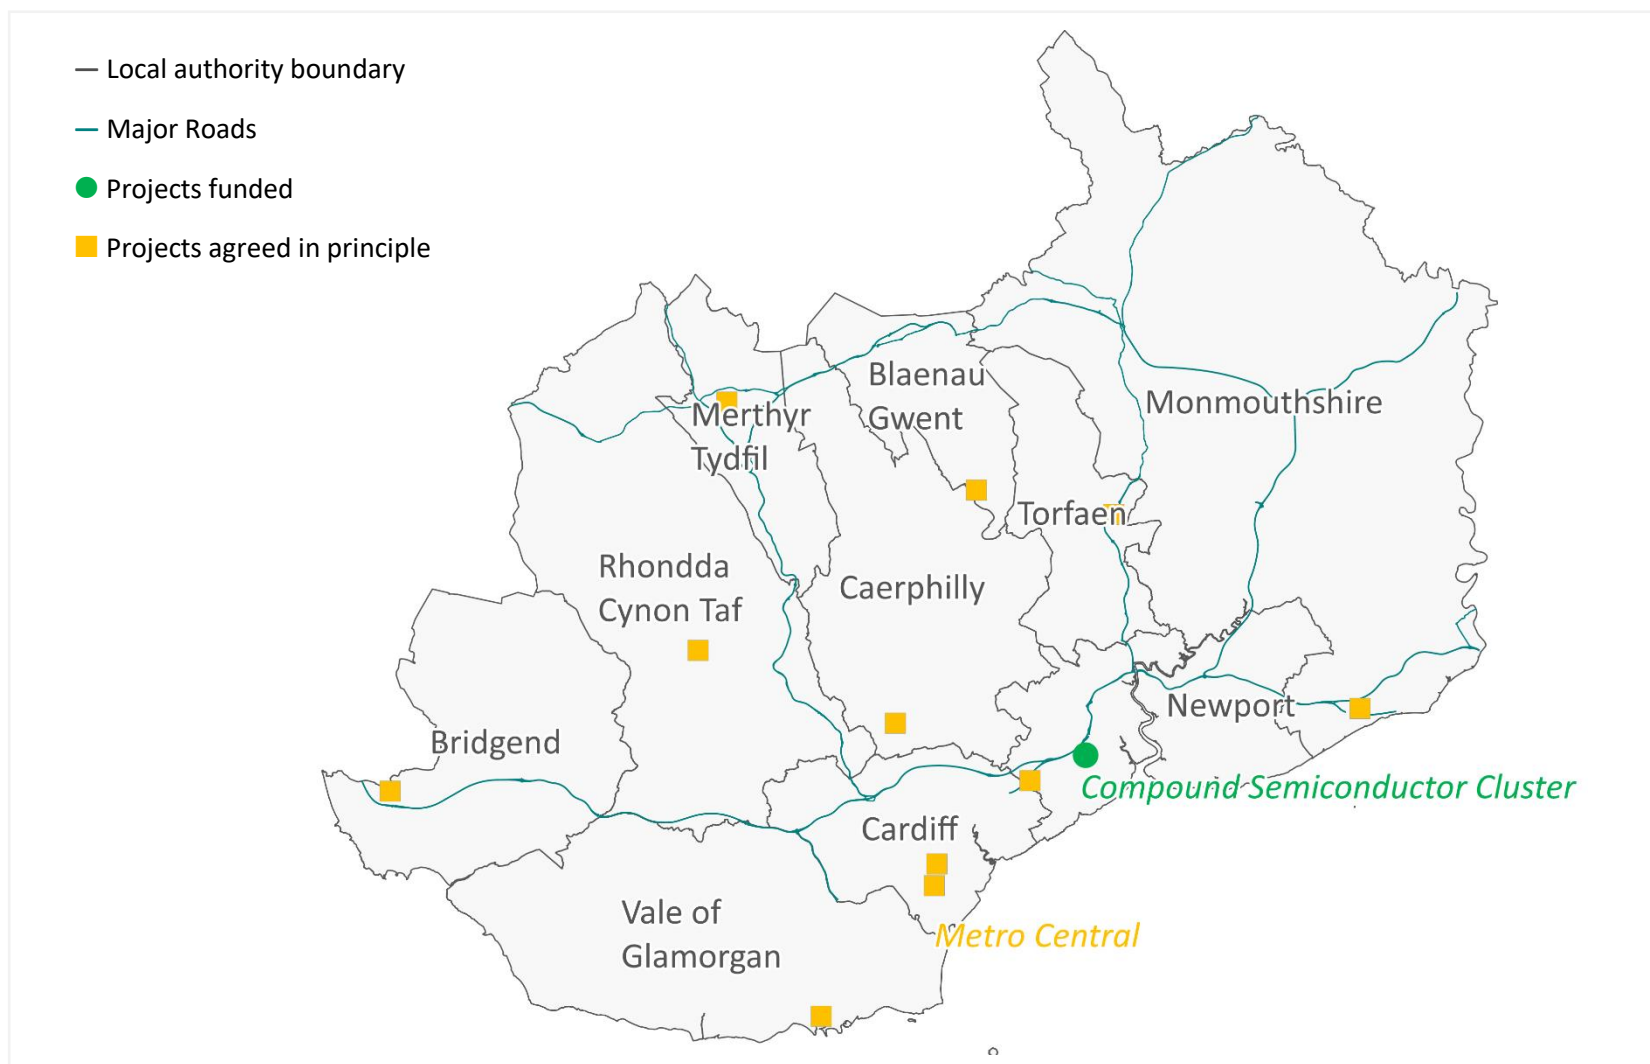 Local authority boundary
Major Roads
Projects funded
Projects agreed in principle
Blaenau
Gwent
Monmouthshire
Merthyr
Tydfil
Torfaen
Rhondda
Cynon Taf
Caerphilly
Newport
Bridgend
Compound Semiconductor Cluster
Cardiff
Vale of
Glamorgan
Metro Central